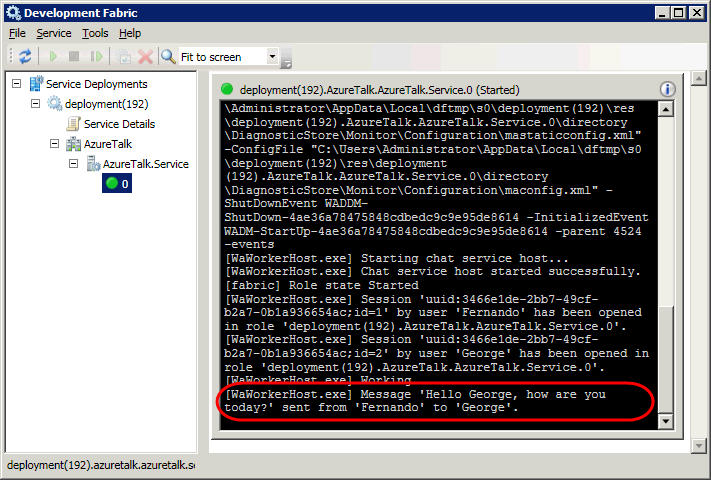 Development Fabric
File Service Tools Help
Fit to screen
Service Deployments
deployment(192)
Service Details
AzureTalk
AzureTalk.Service
0
deployment(192).AzureTalk.AzureTalk.Service.0 (Started)
\Administrator\AppData\Local\dftmp\s0\deployment(192)\res
\deployment(192).AzureTalk.AzureTalk.Service.0\directory
\DiagnosticStore\Monitor\Configuration\mastaticconfig.xml"
-ConfigFile "C:\Users\Administrator\AppData\Local\dftmp\s0
\deployment(192)\res\deployment
(192).AzureTalk.AzureTalk.Service.0\directory
\DiagnosticStore\Monitor\Configuration\maconfig.xml" -
ShutDownEvent WADDM-
ShutDown-4ae36a78475848cdbedc9c9e95de8614 -InitializedEvent
WADM-StartUp-4ae36a78475848cdbedc9c9e95de8614 -parent 4524
-events
[WaWorkerHost.exe] Starting chat service host...
[WaWorkerHost.exe] Chat service host started successfully.
[fabric] Role state Started
[WaWorkerHost.exe] Session 'uuid:3466e1de-2bb7-49cf-
b2a7-0b1a936654ac;id=1' by user 'Fernando' has been opened
in role 'deployment(192).AzureTalk.AzureTalk.Service.0'.
[WaWorkerHost.exe] Session 'uuid:3466e1de-2bb7-49cf-
b2a7-0b1a936654ac;id=2' by user 'George' has been opened in
role 'deployment(192).AzureTalk.AzureTalk.Service.0'.
[WaWorkerHost.exe] Working
[WaWorkerHost.exe] Message 'Hello George, how are you
today?' sent from 'Fernando' to 'George'.
deployment(192).azuretalk.azuretalk.se